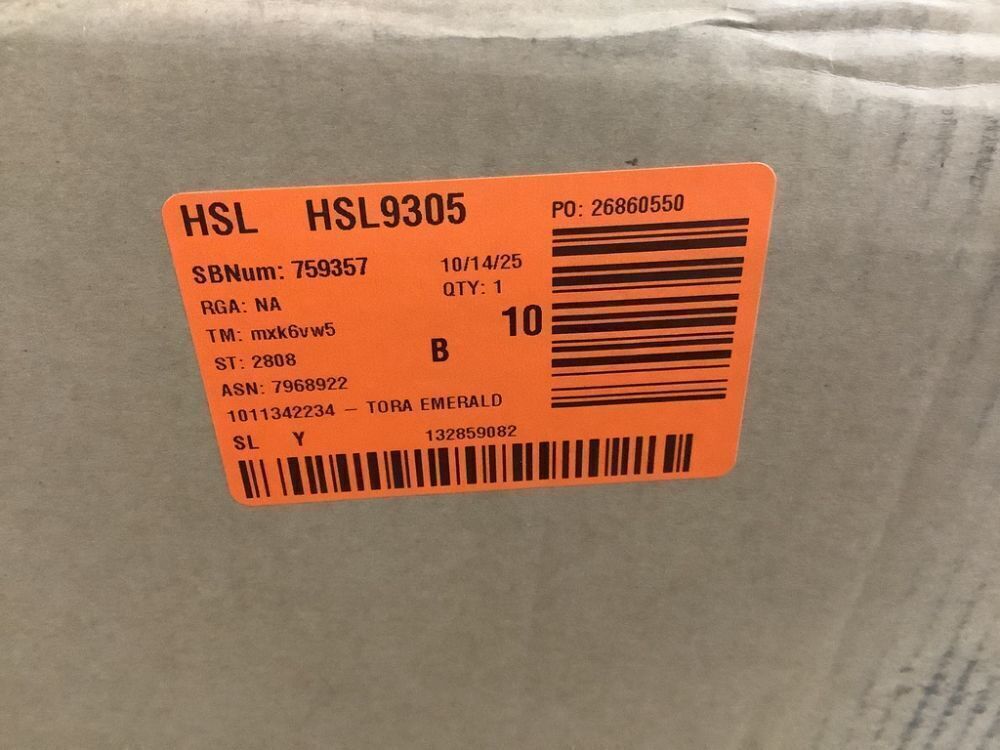 HSL HSL9305
PO: 26860550
SBNum: 759357
10/14/25
RGA: NA
QTY: 1
TM: mxk6vw5
10
ST: 2808
B
ASN: 7968922
1011342234 – TORA EMERALD
SL Y
132859082